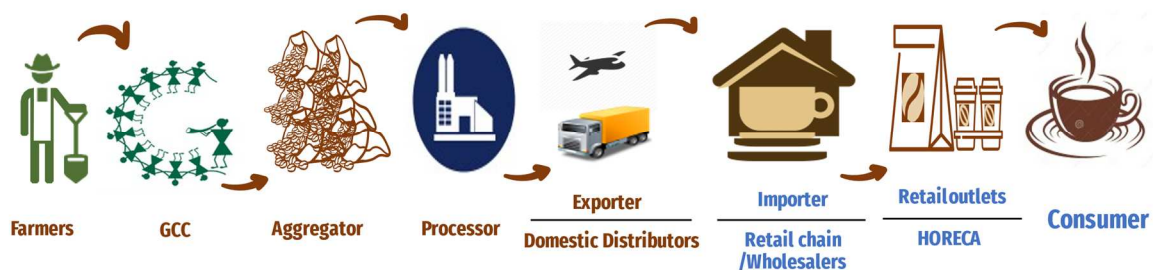 Farmers
GCC
Aggregator
Processor
Exporter
Domestic Distributors
Importer
Retail chain
/Wholesalers
Retailoutlets
HORECA
Consumer